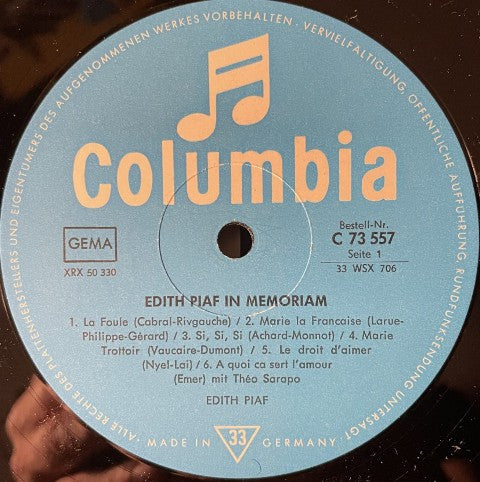 ALLE RECHTE DES PLATTENHERSTELLERS UND EIGENTÜMERS DES AUFGENOMMENEN WERKES VORBEHALTEN · VERVIELFÄLTIGUNG, ÖFFENTLICHE AUFFÜHRUNG, RUNDFUNKSENDUNG UNTERSAGT ·
Columbia
GEMA
XRX 50 330
Bestell-Nr.
C 73 557
Seite 1
33 WSX 706
EDITH PIAF IN MEMORIAM
1. La Foule (Cabral-Rivgauche) / 2. Marie la Francaise (Larue-
Philippe-Gérard) / 3. Si, Si, Si (Achard-Monnot) / 4. Marie
Trottoir (Vaucaire-Dumont) / 5. Le droit d'aimer
(Nyel-Lai) / 6. A quoi ca sert l'amour
(Emer) mit Théo Sarapo
EDITH PIAF
MADE IN 33 GERMANY